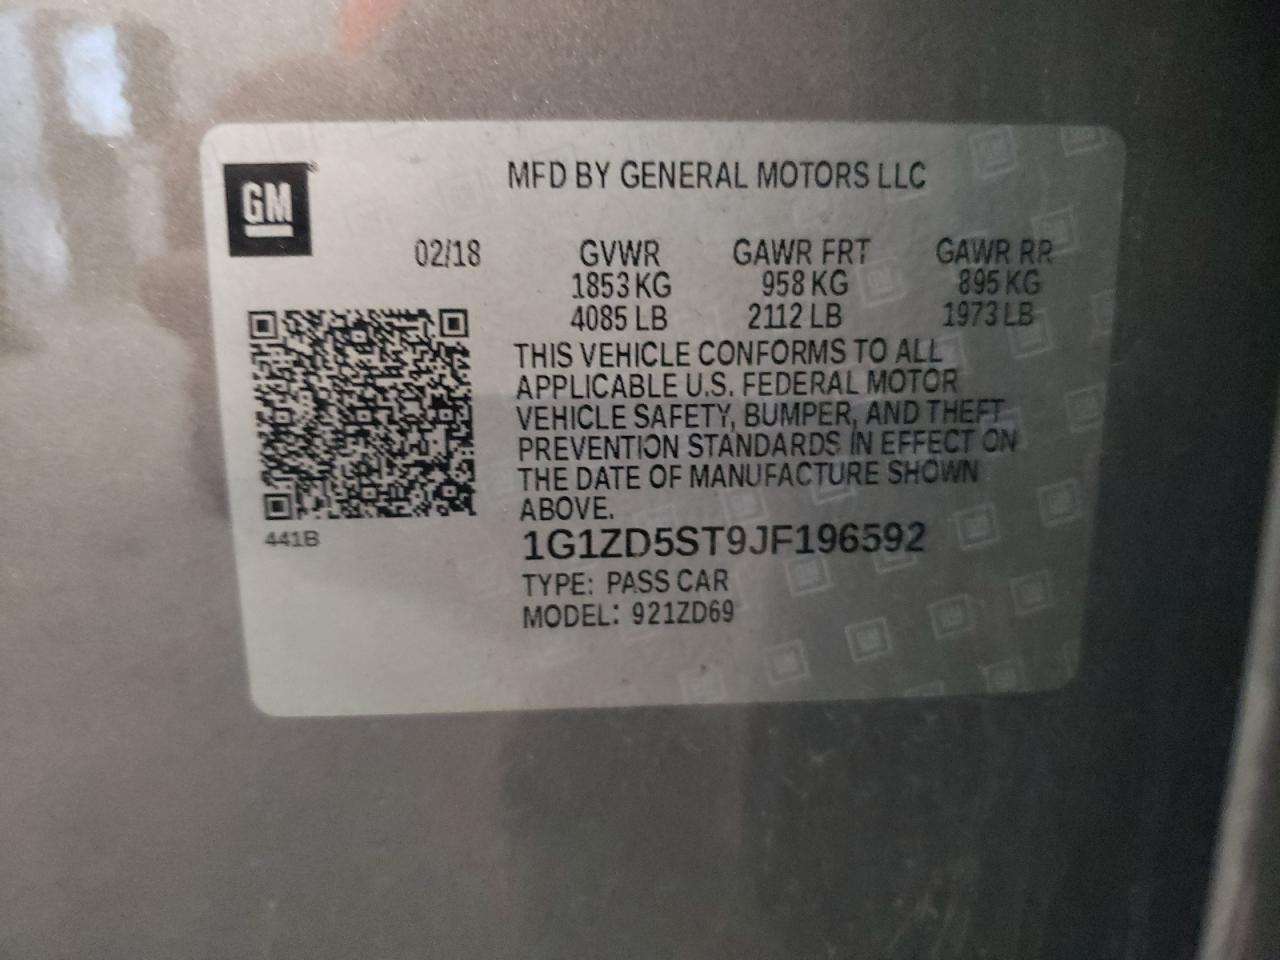 GM
MFD BY GENERAL MOTORS LLC
02/18 GVWR GAWR FRT GAWR RR
1853 KG 958 KG 895 KG
4085 LB 2112 LB 1973 LB
THIS VEHICLE CONFORMS TO ALL
APPLICABLE U.S. FEDERAL MOTOR
VEHICLE SAFETY, BUMPER, AND THEFT
PREVENTION STANDARDS IN EFFECT ON
THE DATE OF MANUFACTURE SHOWN
ABOVE.
441B
1G1ZD5ST9JF196592
TYPE: PASS CAR
MODEL: 921ZD69